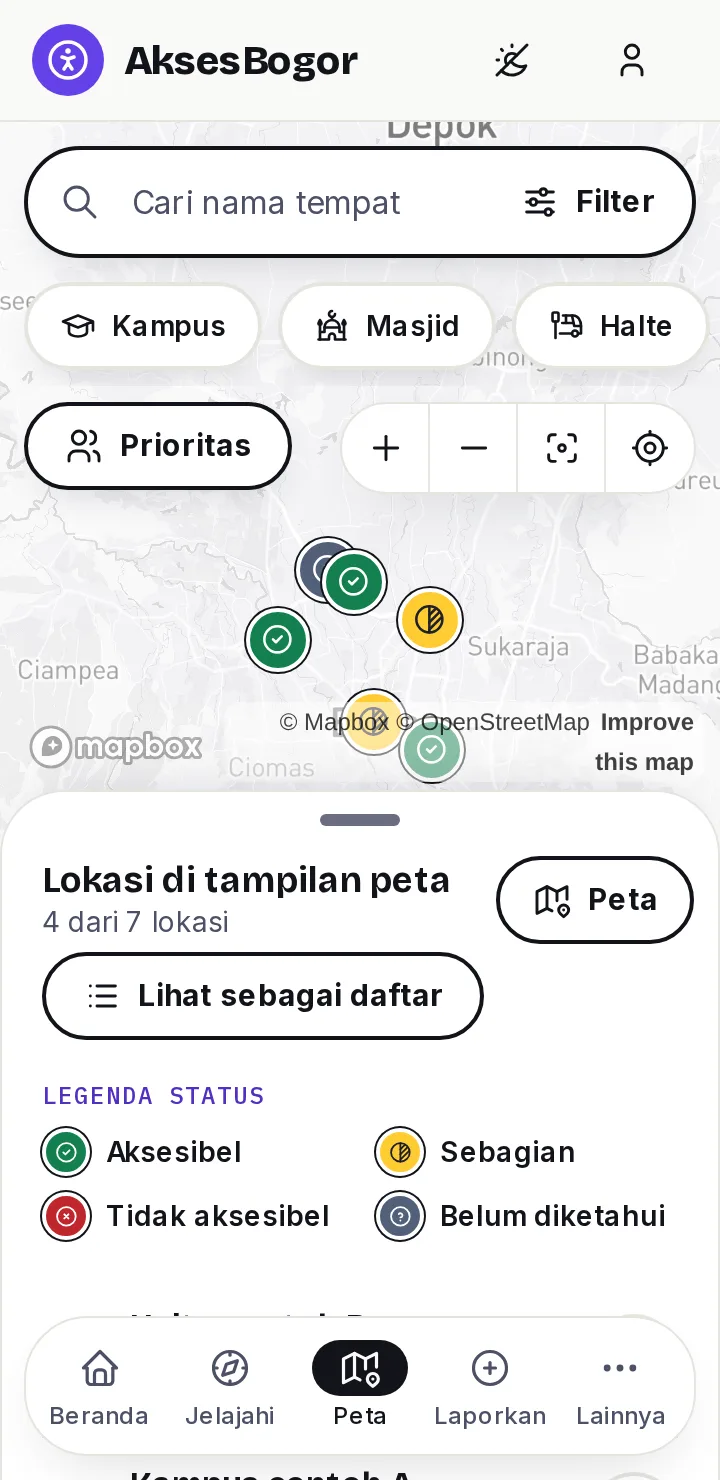 AksesBogor
Depok
Cari nama tempat
Filter
Kampus
Masjid
Halte
Prioritas
Sukaraja
Ciampea
© Mapbox © OpenStreetMap Improve
this map
mapbox
Ciomas
Lokasi di tampilan peta
4 dari 7 lokasi
Peta
Lihat sebagai daftar
LEGENDA STATUS
Aksesibel
Sebagian
Tidak aksesibel
Belum diketahui
Beranda
Jelajahi
Peta
Laporkan
Lainnya